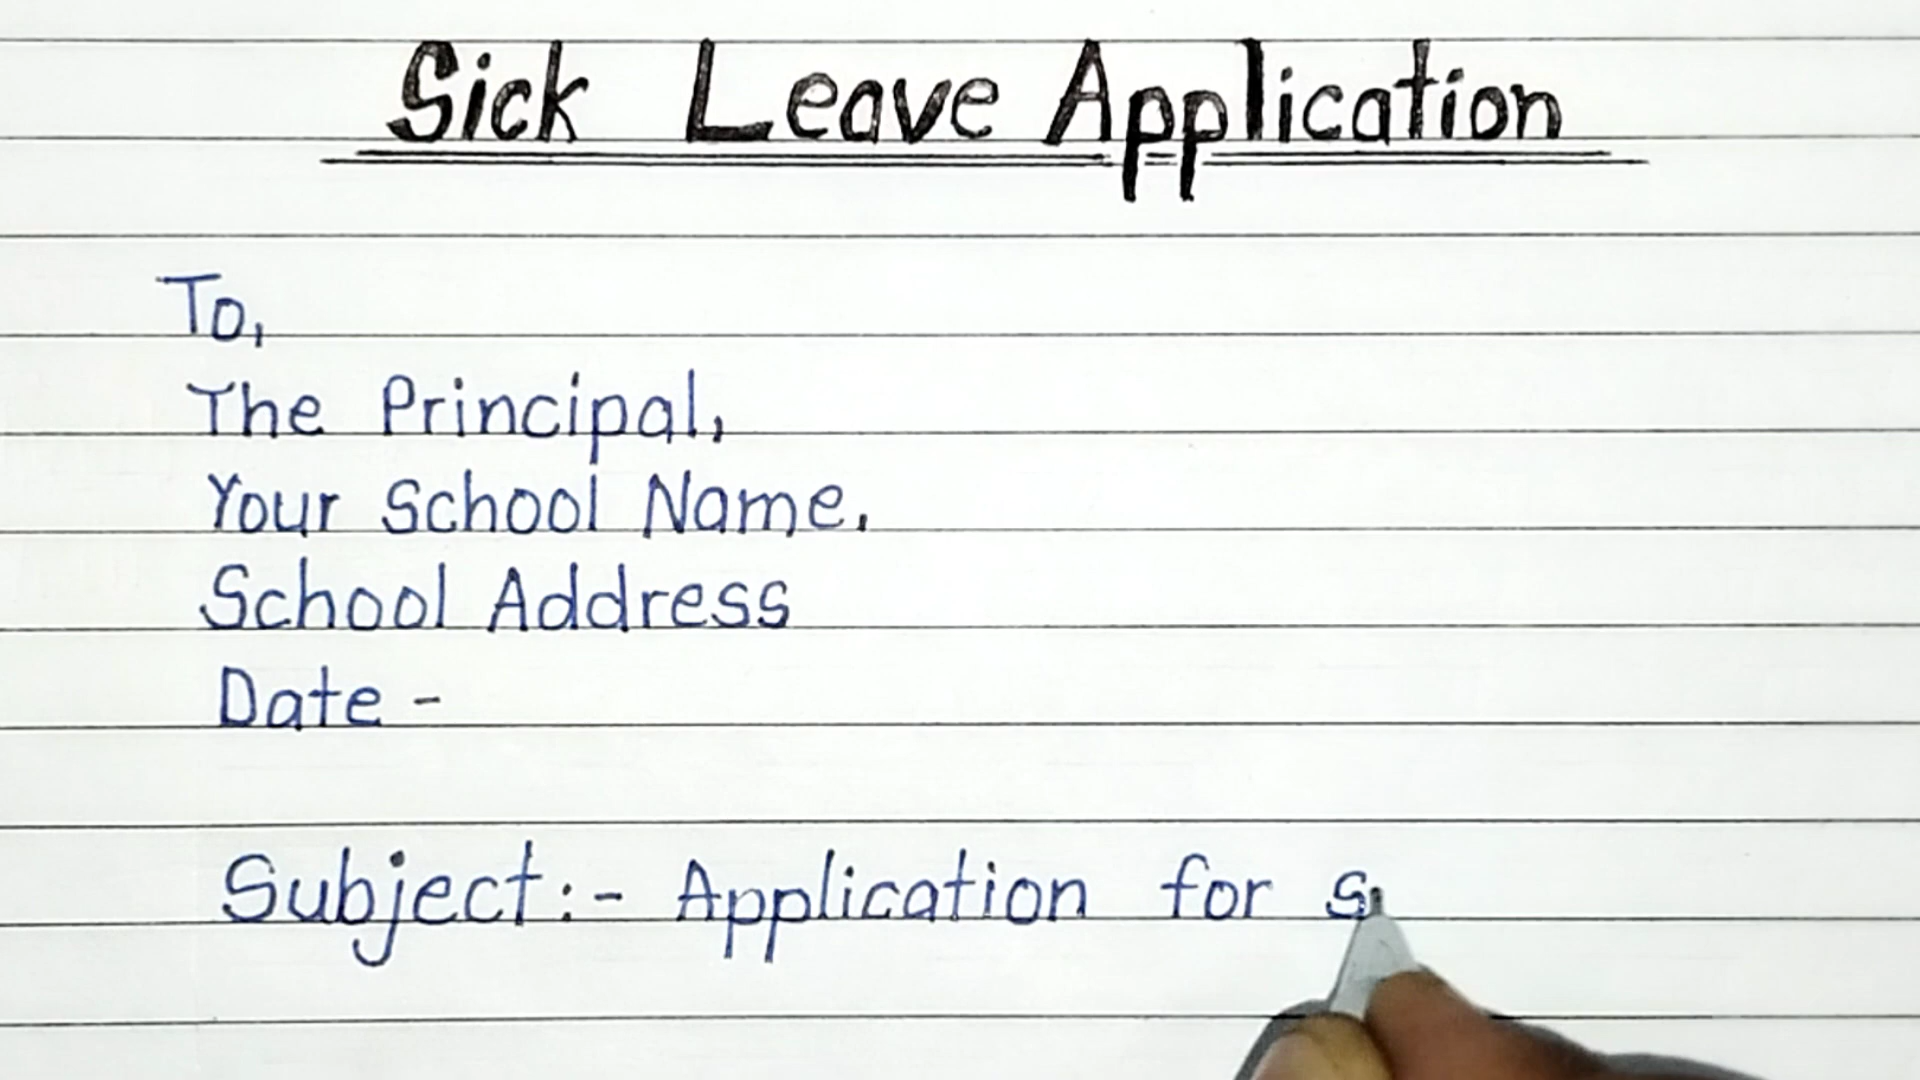 Sick Leave Application
To,
The Principal,
Your School Name,
School Address
Date -
Subject:- Application for